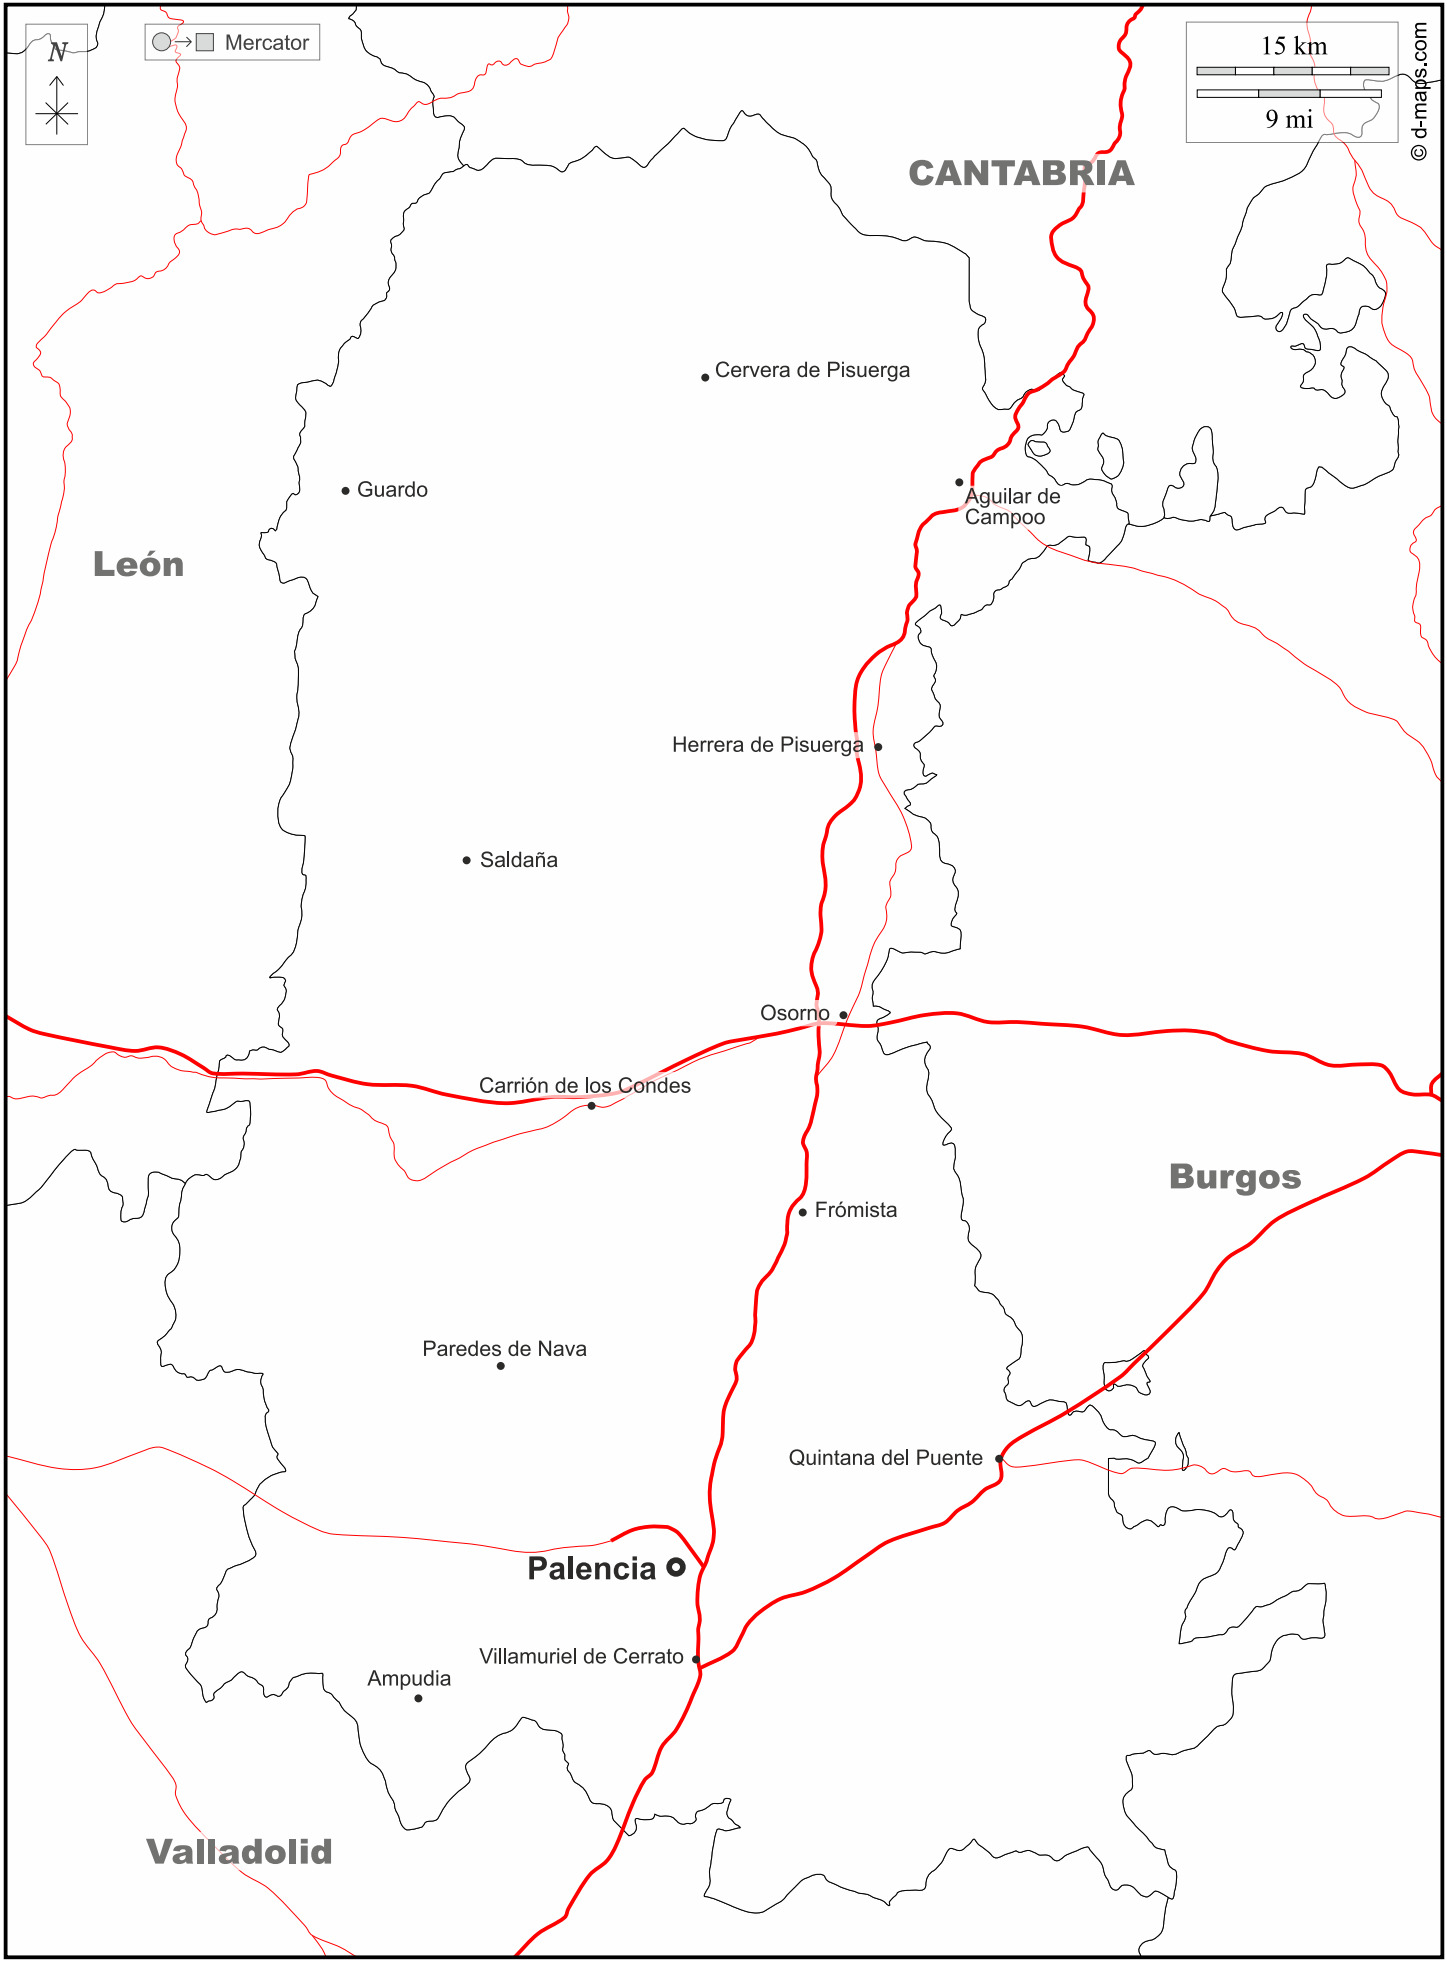 N
Mercator
15 km
9 mi
© d-maps.com
CANTABRIA
Cervera de Pisuerga
Guardo
Aguilar de
Campoo
León
Herrera de Pisuerga
Saldaña
Osorno
Carrión de los Condes
Burgos
Frómista
Paredes de Nava
Quintana del Puente
Palencia
Villamuriel de Cerrato
Ampudia
Valladolid